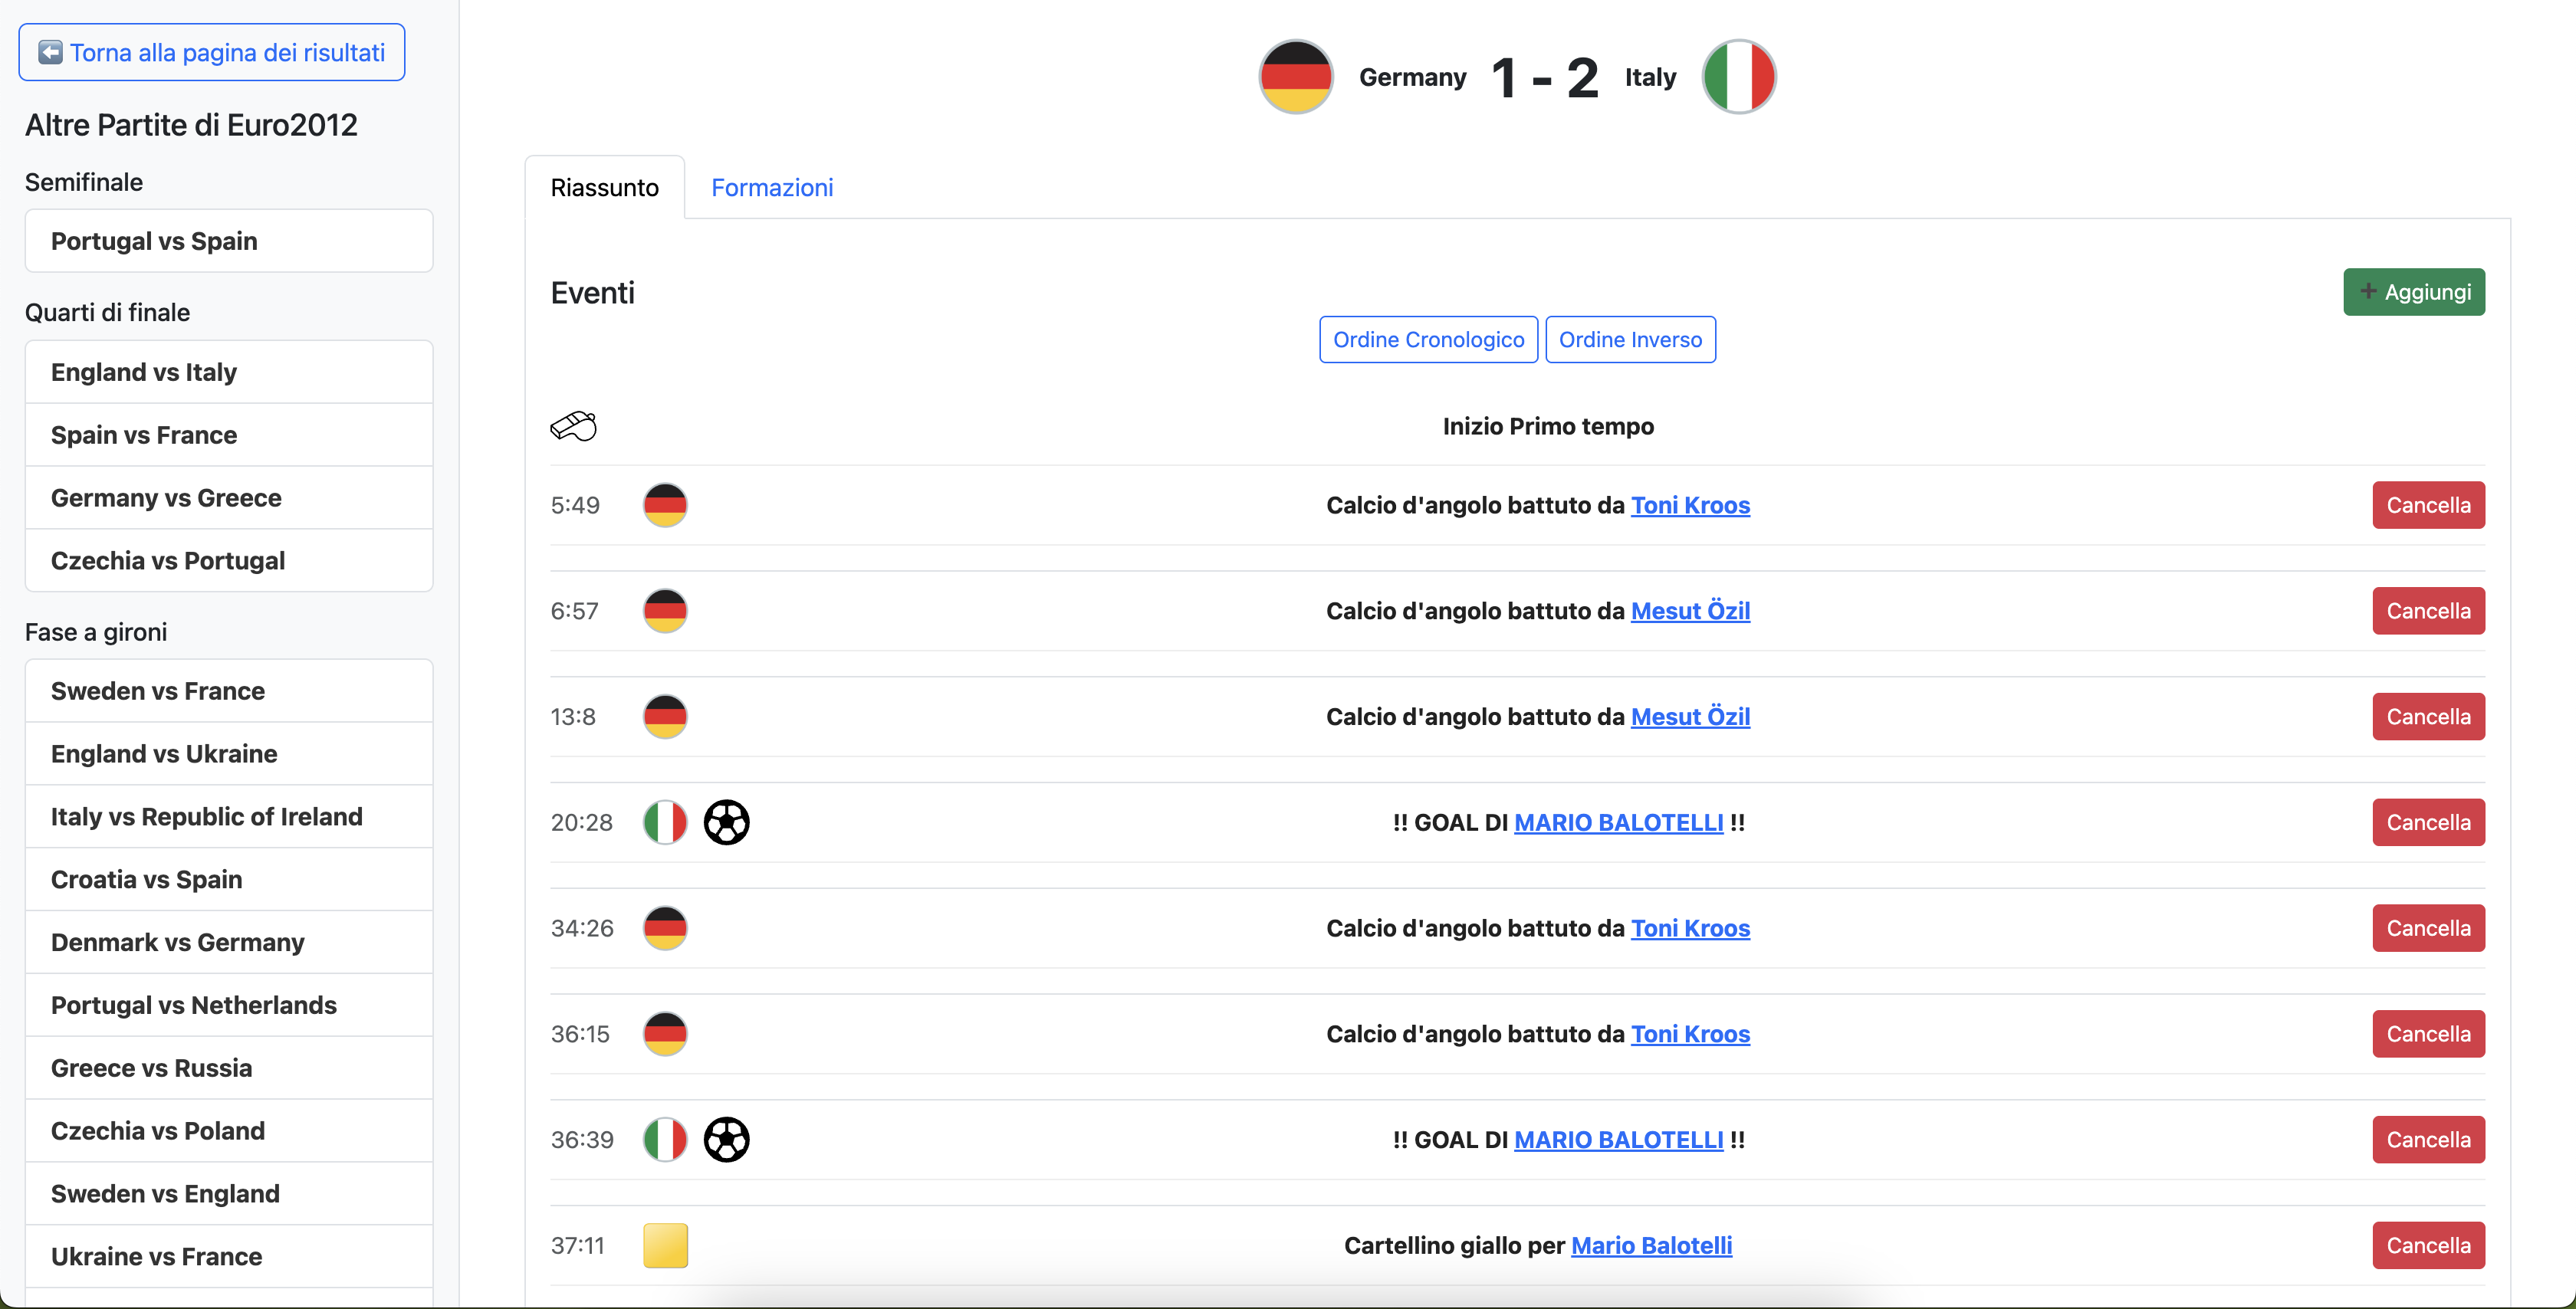 Torna alla pagina dei risultati
Altre Partite di Euro2012
Semifinale
Portugal vs Spain
Quarti di finale
England vs Italy
Spain vs France
Germany vs Greece
Czechia vs Portugal
Fase a gironi
Sweden vs France
England vs Ukraine
Italy vs Republic of Ireland
Croatia vs Spain
Denmark vs Germany
Portugal vs Netherlands
Greece vs Russia
Czechia vs Poland
Sweden vs England
Ukraine vs France
Germany 1 - 2 Italy
Riassunto Formazioni
Eventi
+ Aggiungi
Ordine Cronologico Ordine Inverso
Inizio Primo tempo
5:49 Calcio d'angolo battuto da Toni Kroos Cancella
6:57 Calcio d'angolo battuto da Mesut Özil Cancella
13:8 Calcio d'angolo battuto da Mesut Özil Cancella
20:28 !! GOAL DI MARIO BALOTELLI !! Cancella
34:26 Calcio d'angolo battuto da Toni Kroos Cancella
36:15 Calcio d'angolo battuto da Toni Kroos Cancella
36:39 !! GOAL DI MARIO BALOTELLI !! Cancella
37:11 Cartellino giallo per Mario Balotelli Cancella